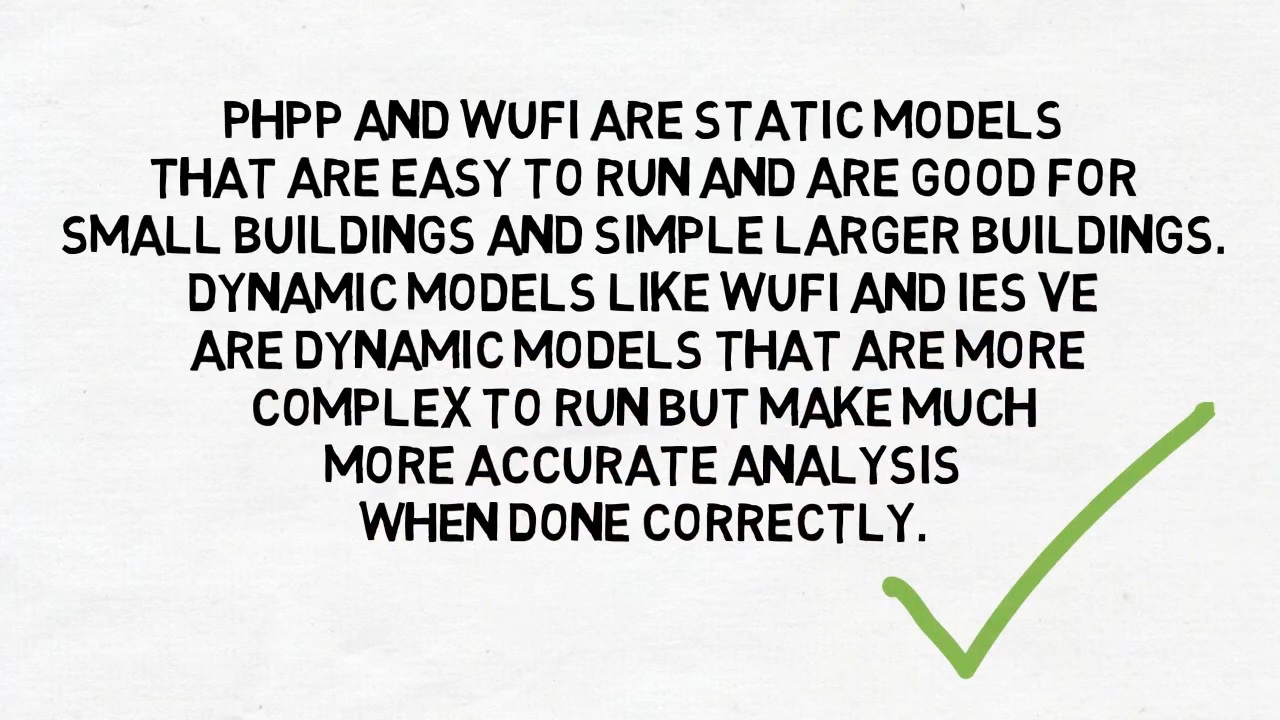 PHPP AND WUFI ARE STATIC MODELS
THAT ARE EASY TO RUN AND ARE GOOD FOR
SMALL BUILDINGS AND SIMPLE LARGER BUILDINGS.
DYNAMIC MODELS LIKE WUFI AND IES VE
ARE DYNAMIC MODELS THAT ARE MORE
COMPLEX TO RUN BUT MAKE MUCH
MORE ACCURATE ANALYSIS
WHEN DONE CORRECTLY.